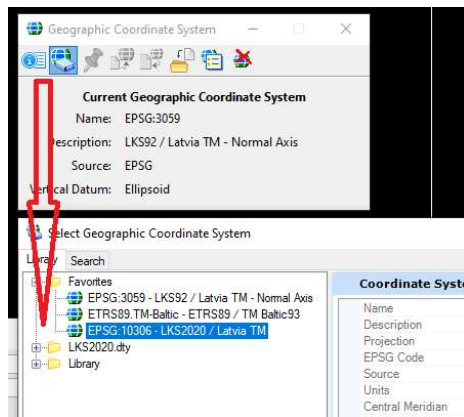 Geographic Coordinate System
Current Geographic Coordinate System
Name: EPSG:3059
Description: LKS92 / Latvia TM - Normal Axis
Source: EPSG
Vertical Datum: Ellipsoid
Select Geographic Coordinate System
Library Search
Favorites
EPSG:3059 - LKS92 / Latvia TM - Normal Axis
ETRS89.TM-Baltic - ETRS89 / TM Baltic93
EPSG:10306 - LKS2020 / Latvia TM
LKS2020.dty
Library
Coordinate Syst
Name
Description
Projection
EPSG Code
Source
Units
Central Meridian